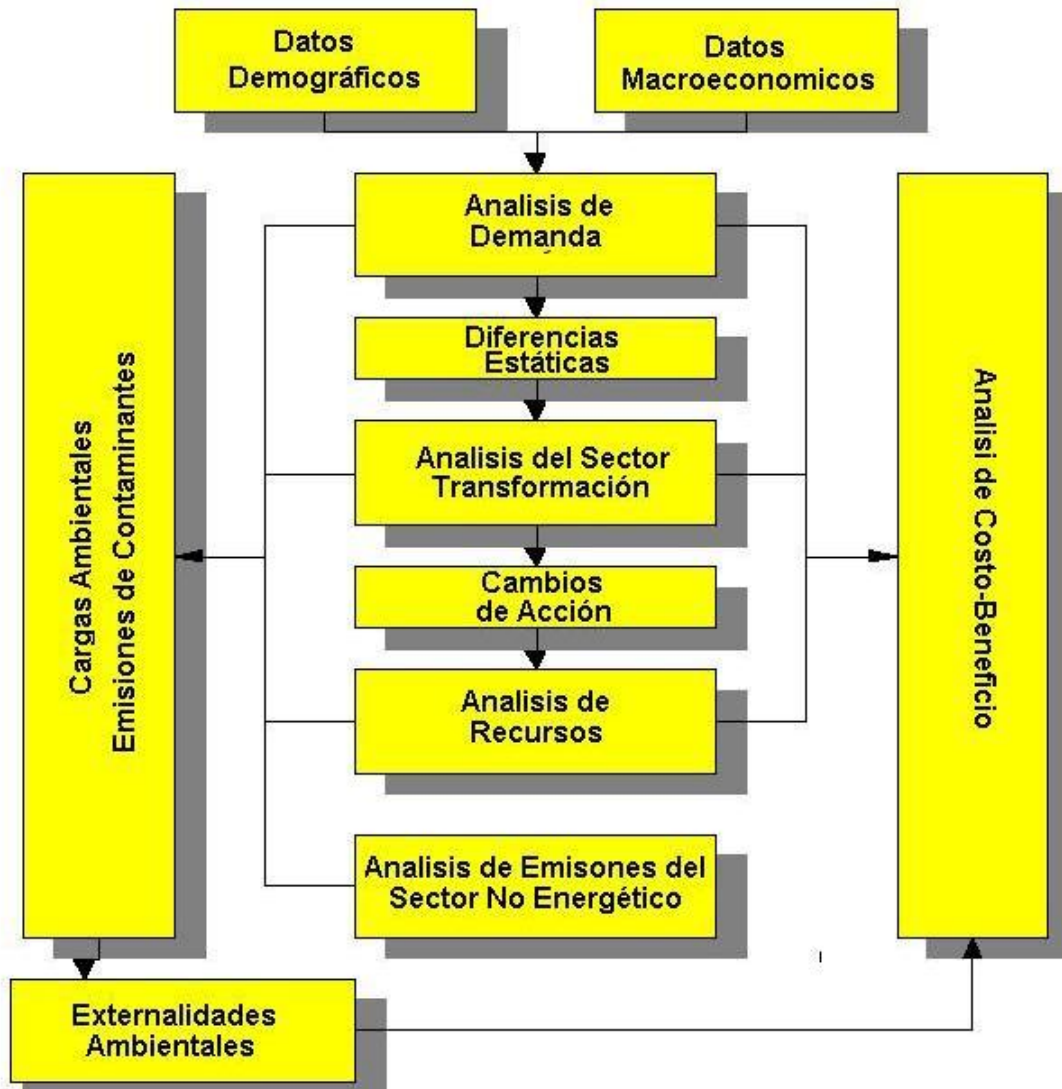 Datos
Demográficos
Datos
Macroeconomicos
Analisis de
Demanda
Diferencias
Estáticas
Analisis del Sector
Transformación
Cambios
de Acción
Analisis de
Recursos
Analisis de Emisones del
Sector No Energético
Cargas Ambientales
Emisiones de Contaminantes
Analisi de Costo-Beneficio
Externalidades
Ambientales